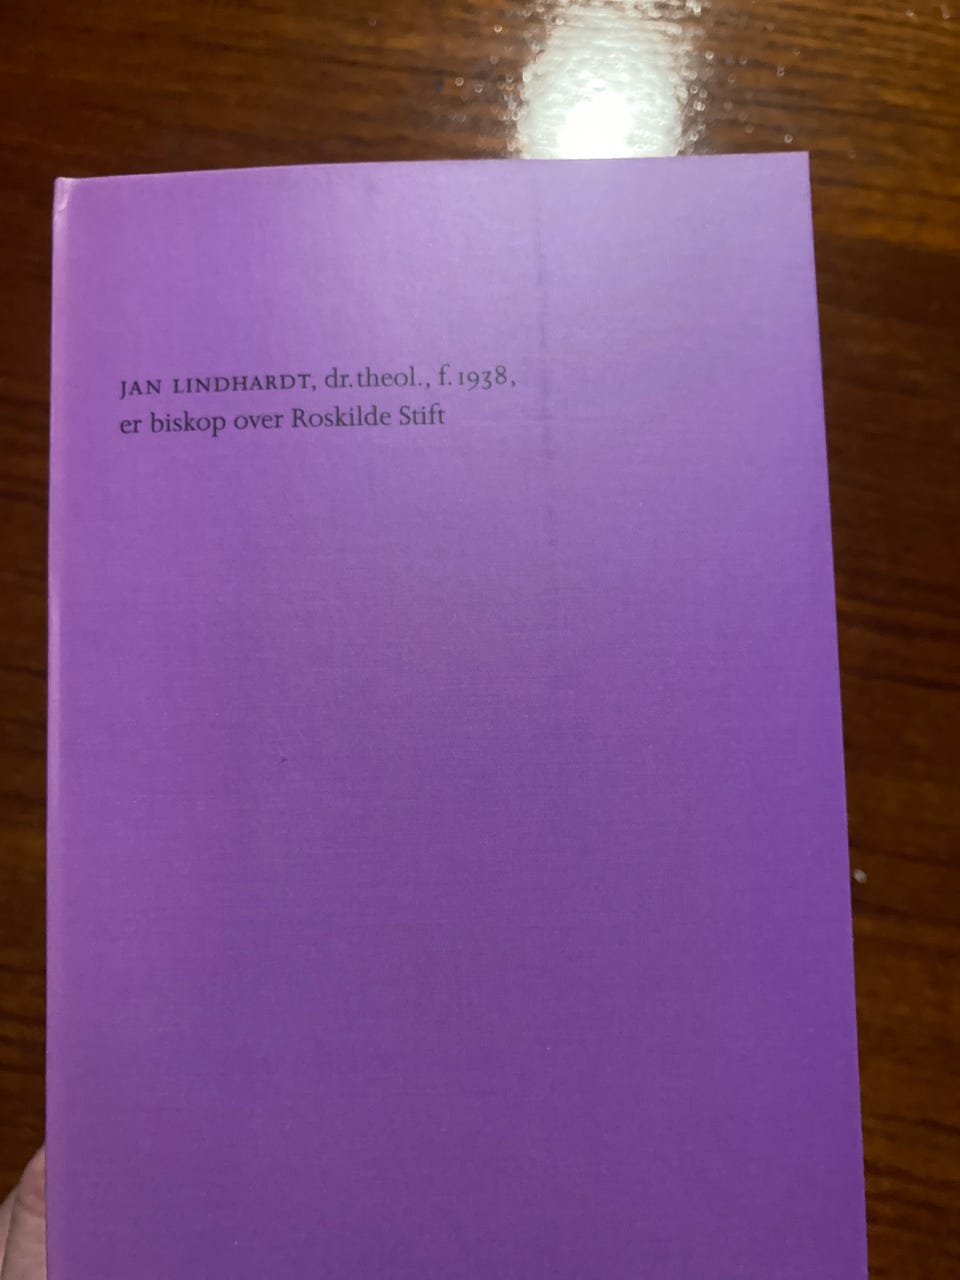 JAN LINDHARDT, dr. theol., f. 1938,
er biskop over Roskilde Stift